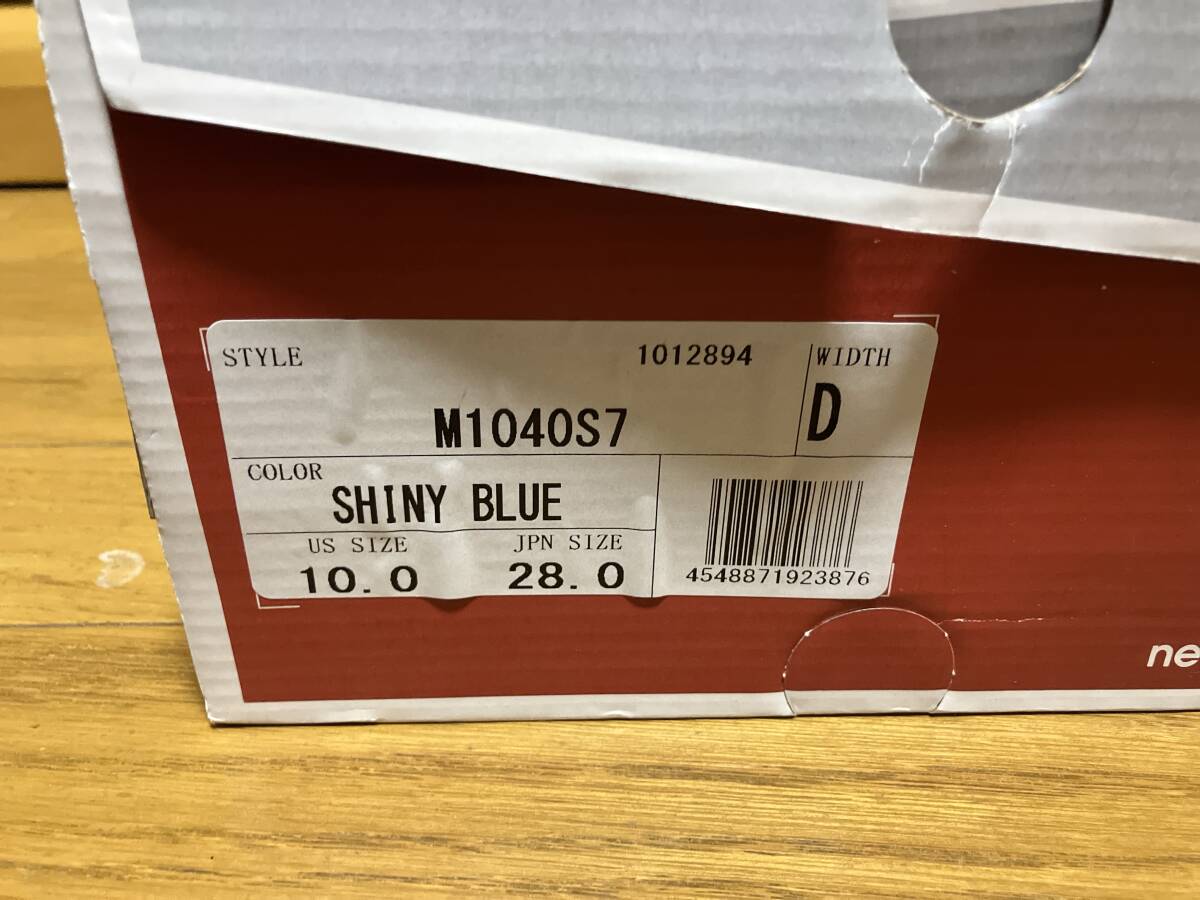 STYLE 1012894 WIDTH
M1040S7 D
COLOR
SHINY BLUE
US SIZE JPN SIZE
10.0 28.0
4548871923876
ne